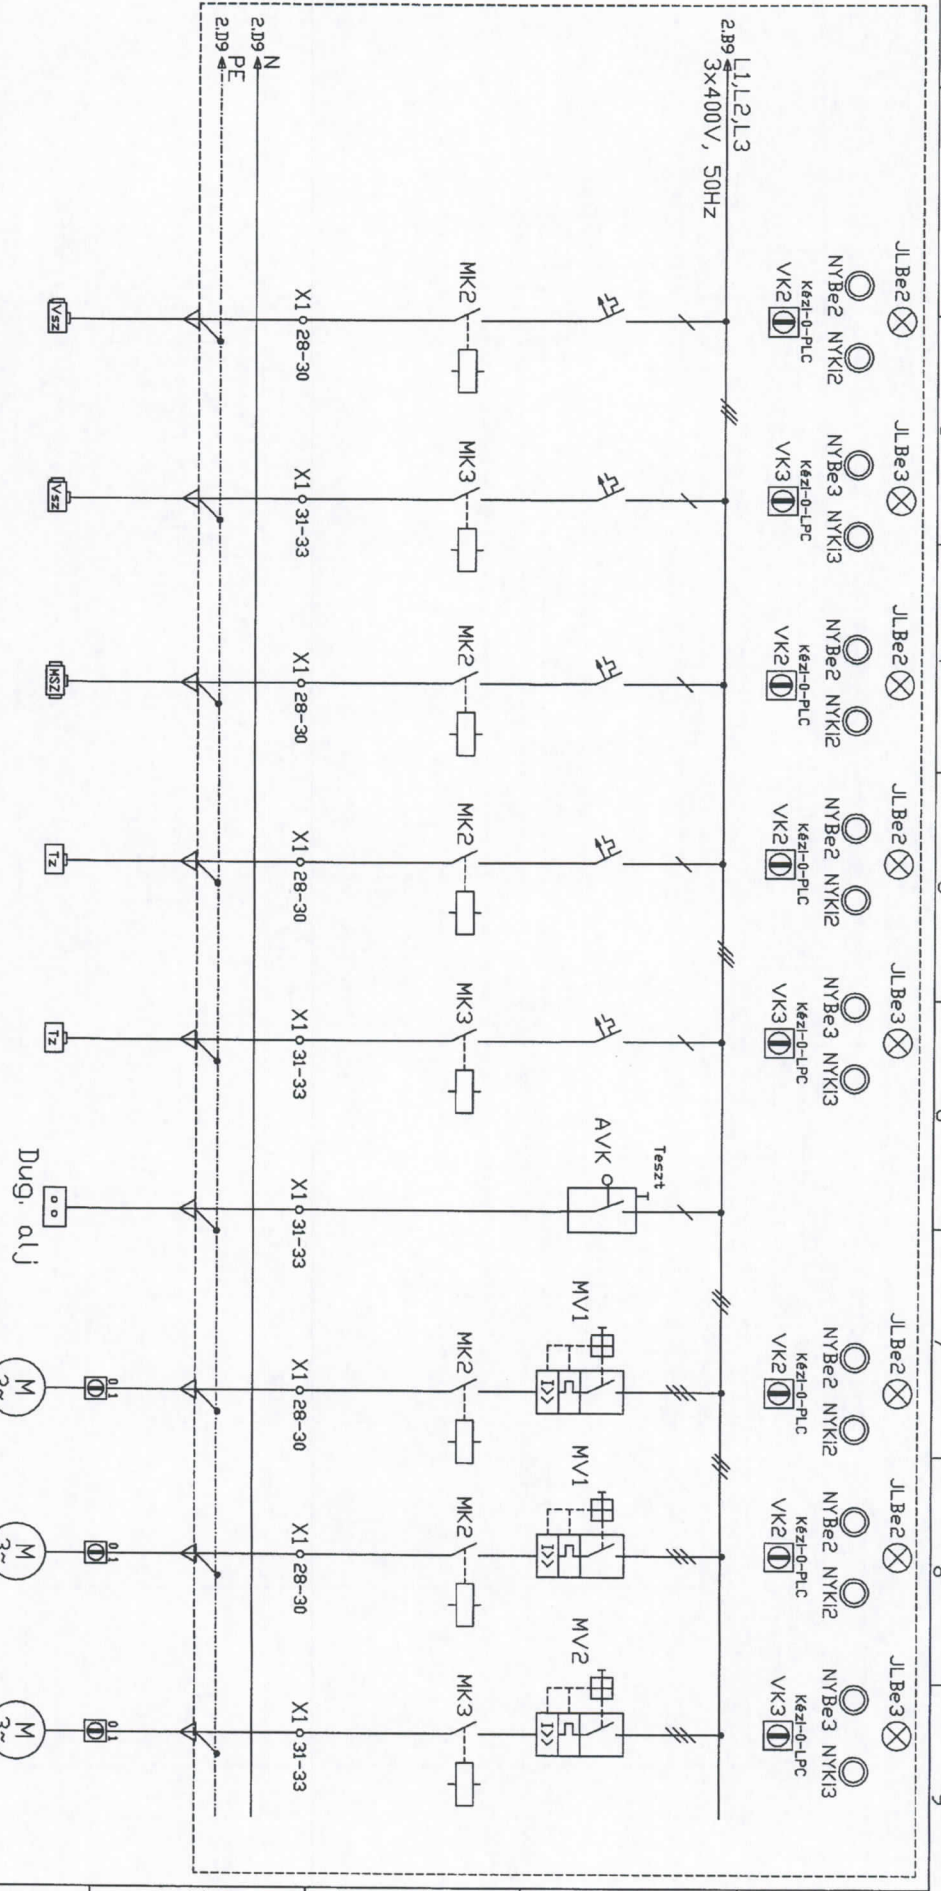 2.B9 L1,L2,L3
3x400V, 50Hz
2.D9 N
2.D9 PE
JLBe2
NYBe2 NYKi2
Kézi-0-PLC
VK2
MK2
X1 28-30
Vsz
JLBe3
NYBe3 NYKi3
Kézi-0-LPC
VK3
MK3
X1 31-33
Vsz
JLBe2
NYBe2 NYKi2
Kézi-0-PLC
VK2
MK2
X1 28-30
MSZ
JLBe2
NYBe2 NYKi2
Kézi-0-PLC
VK2
MK2
X1 28-30
Tz
JLBe3
NYBe3 NYKi3
Kézi-0-LPC
VK3
MK3
X1 31-33
Tz
Teszt
AVK
X1 31-33
Dug. alj
JLBe2
NYBe2 NYKi2
Kézi-0-PLC
VK2
MV1
I>>
MK2
X1 28-30
0 1
M
3~
JLBe2
NYBe2 NYKi2
Kézi-0-PLC
VK2
MV1
I>>
MK2
X1 28-30
0 1
M
3~
JLBe3
NYBe3 NYKi3
Kézi-0-LPC
VK3
MV2
I>>
MK3
X1 31-33
0 1
M
3~
8